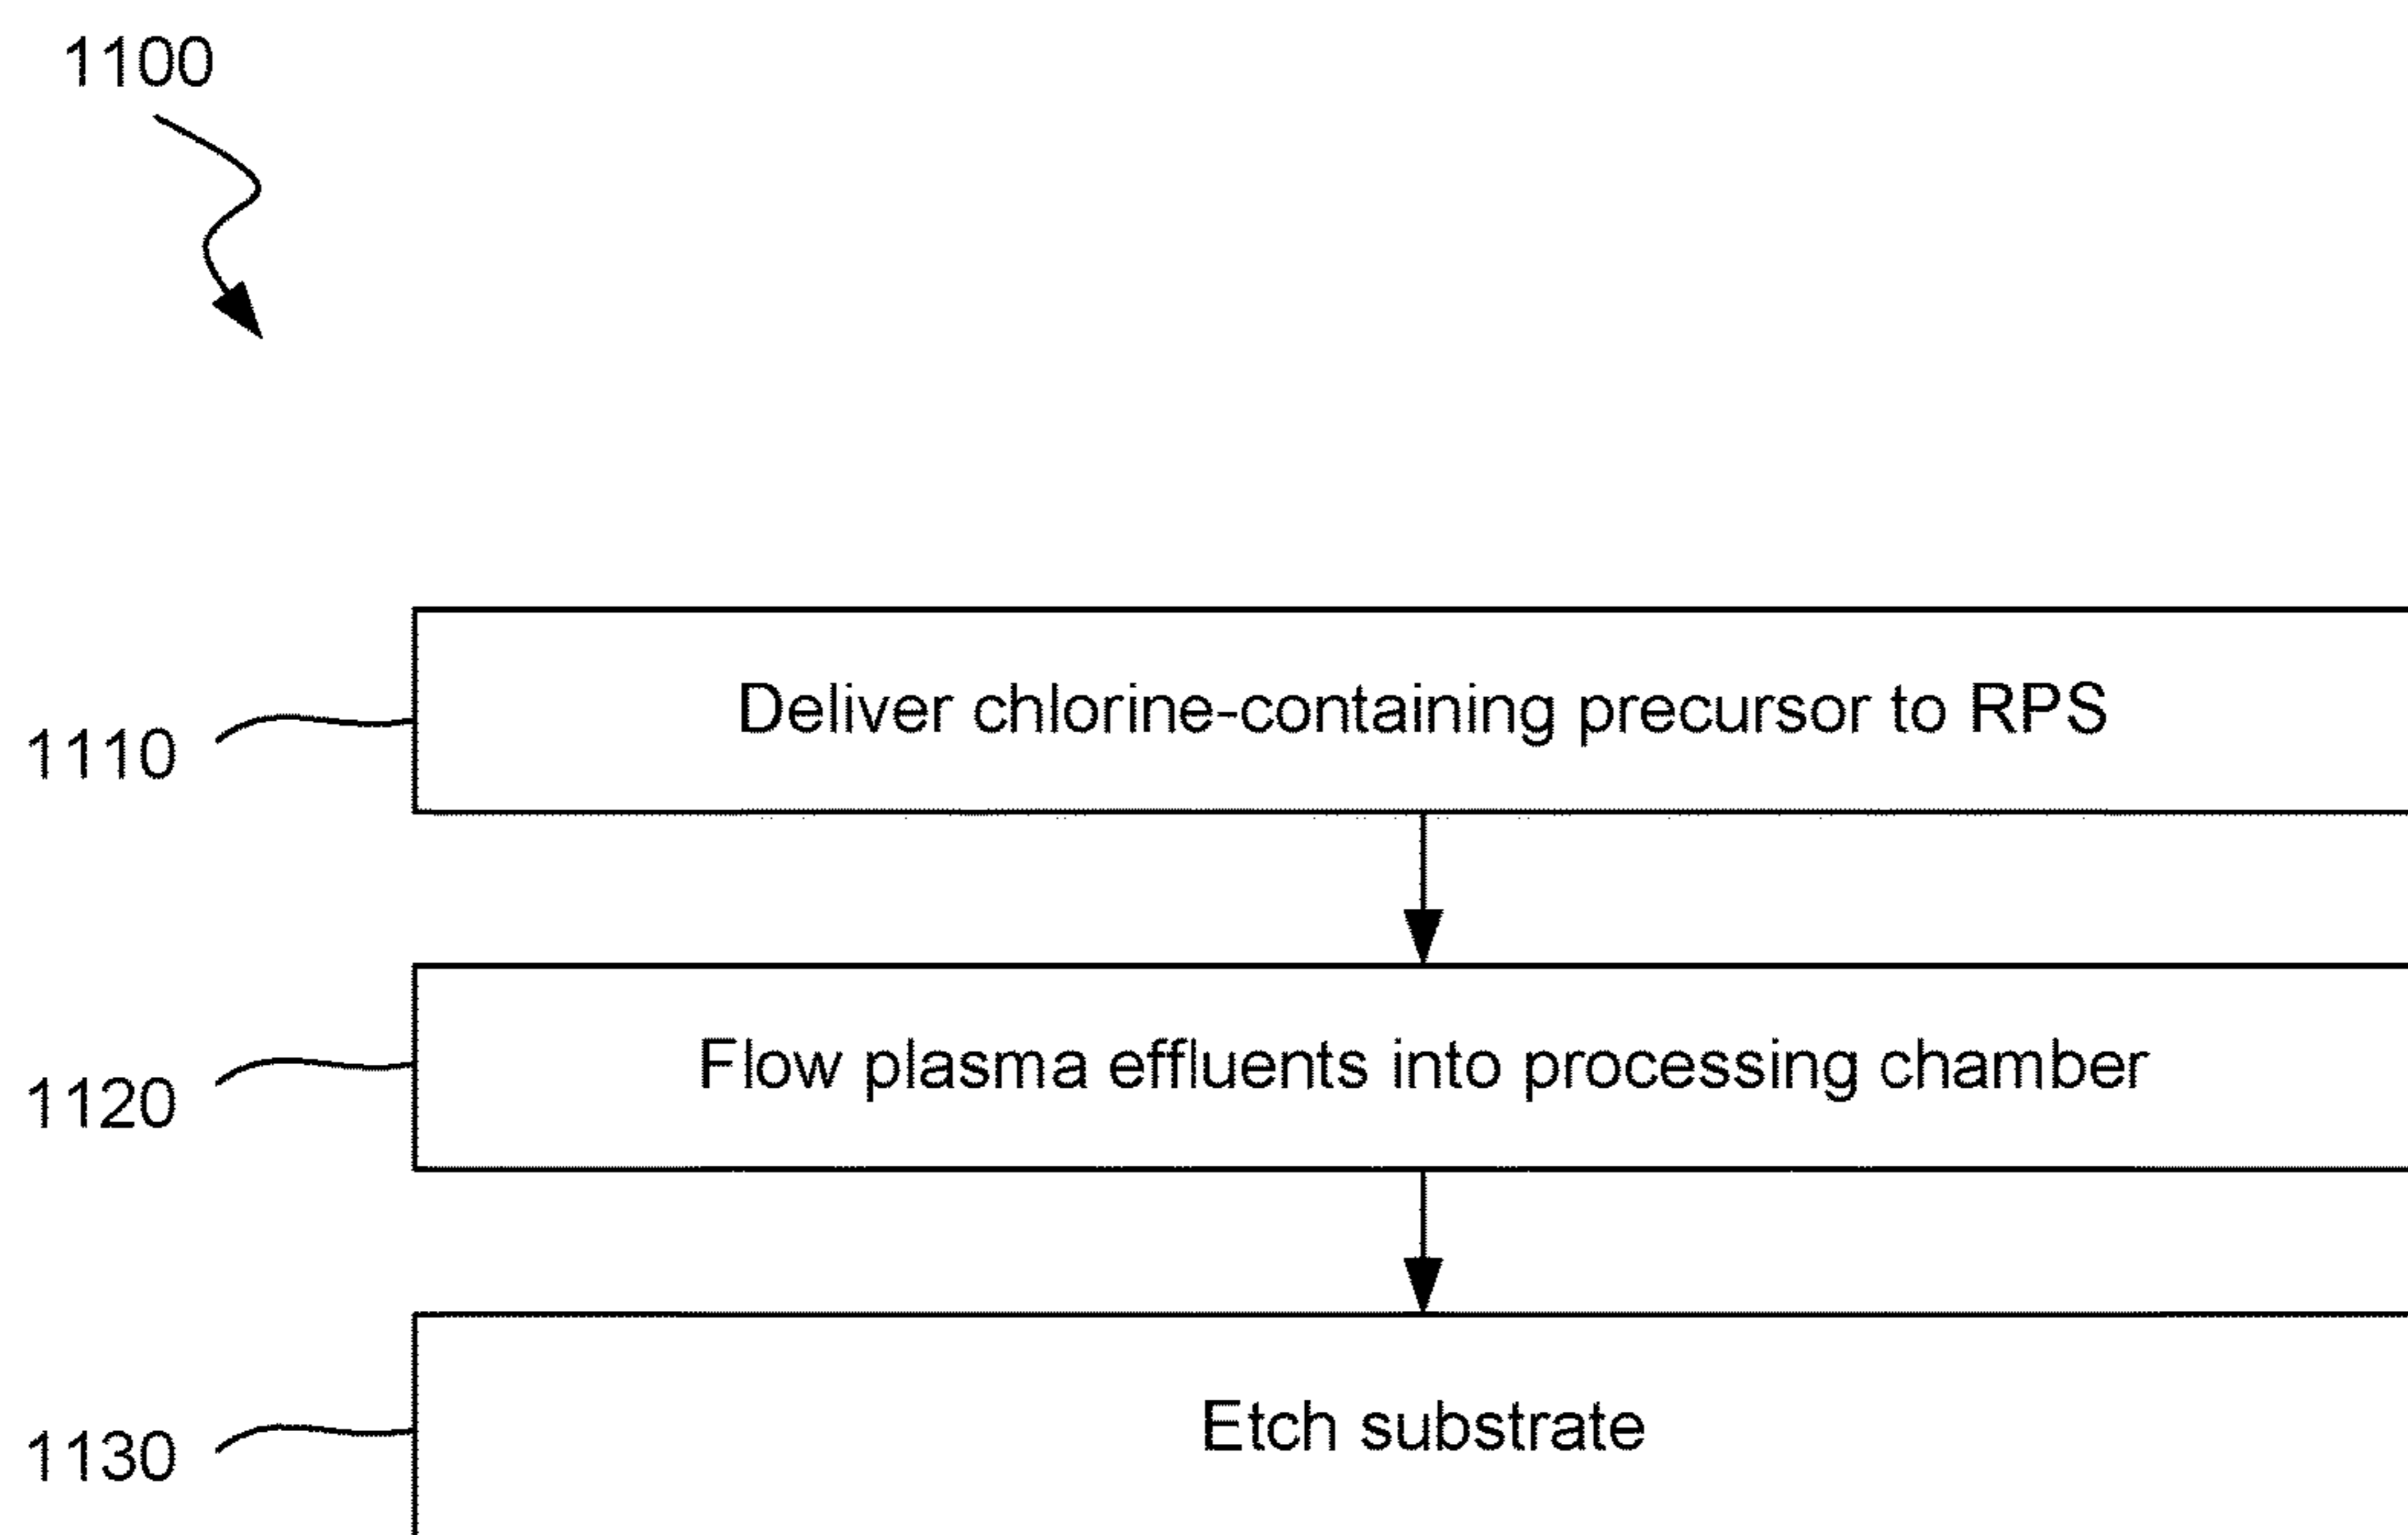 1100
1110
Deliver chlorine-containing precursor to RPS
1120
Flow plasma effluents into processing chamber
1130
Etch substrate